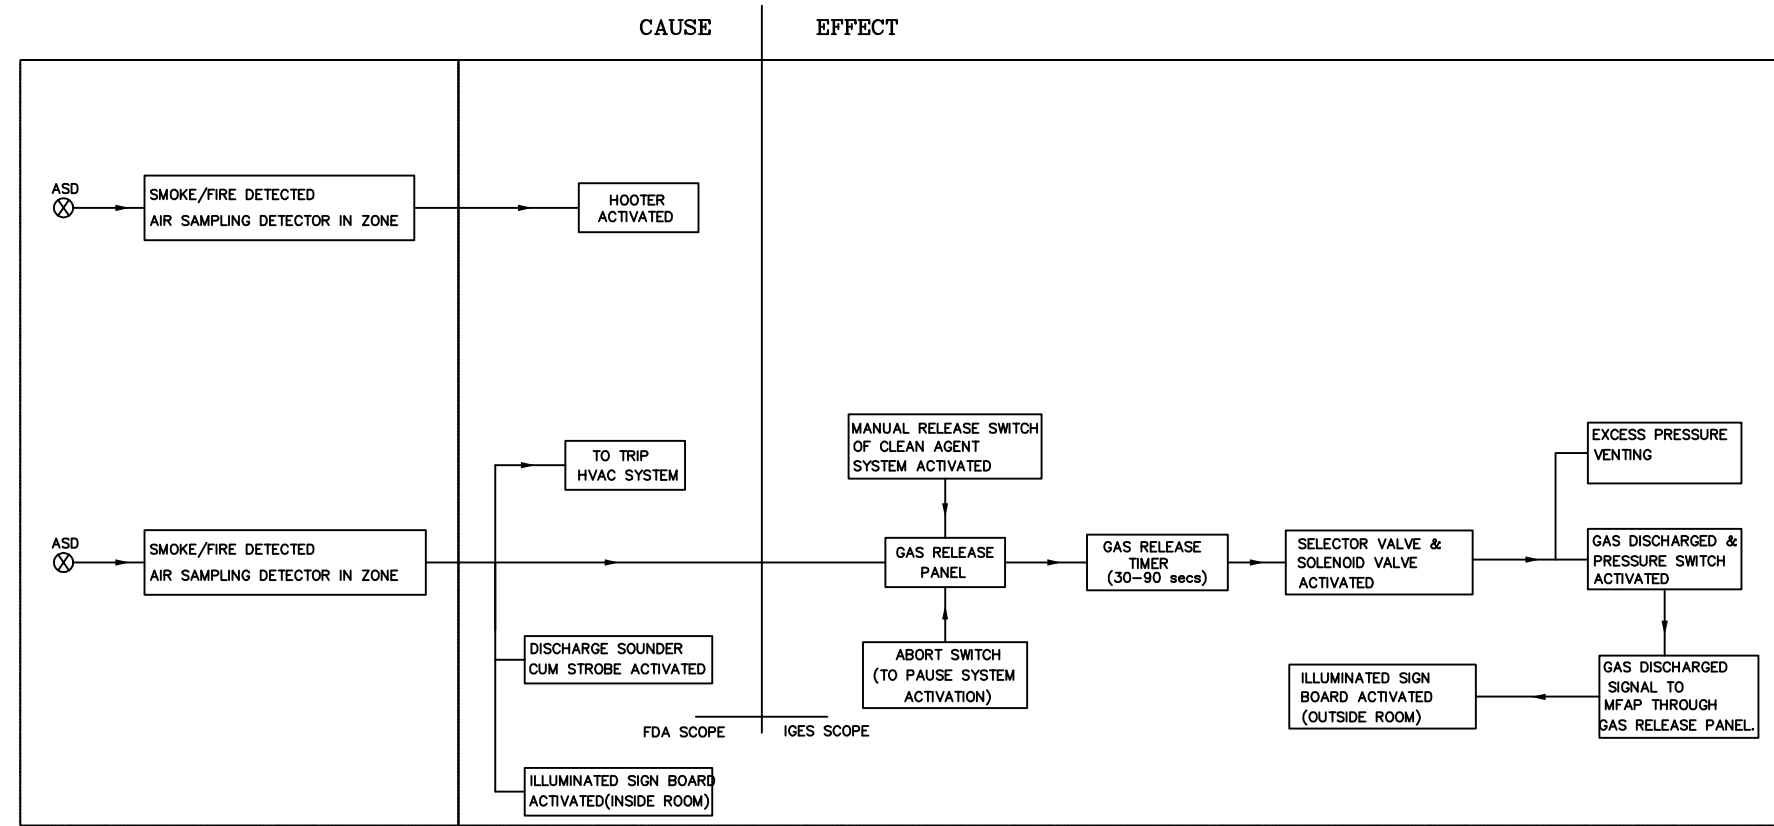 CAUSE
EFFECT
ASD
SMOKE/FIRE DETECTED
AIR SAMPLING DETECTOR IN ZONE
HOOTER
ACTIVATED
TO TRIP
HVAC SYSTEM
ASD
SMOKE/FIRE DETECTED
AIR SAMPLING DETECTOR IN ZONE
DISCHARGE SOUNDER
CUM STROBE ACTIVATED
ILLUMINATED SIGN BOARD
ACTIVATED(INSIDE ROOM)
FDA SCOPE
IGES SCOPE
MANUAL RELEASE SWITCH
OF CLEAN AGENT
SYSTEM ACTIVATED
GAS RELEASE
PANEL
ABORT SWITCH
(TO PAUSE SYSTEM
ACTIVATION)
GAS RELEASE
TIMER
(30-90 secs)
SELECTOR VALVE &
SOLENOID VALVE
ACTIVATED
EXCESS PRESSURE
VENTING
GAS DISCHARGED &
PRESSURE SWITCH
ACTIVATED
GAS DISCHARGED
SIGNAL TO
MFAP THROUGH
GAS RELEASE PANEL.
ILLUMINATED SIGN
BOARD ACTIVATED
(OUTSIDE ROOM)